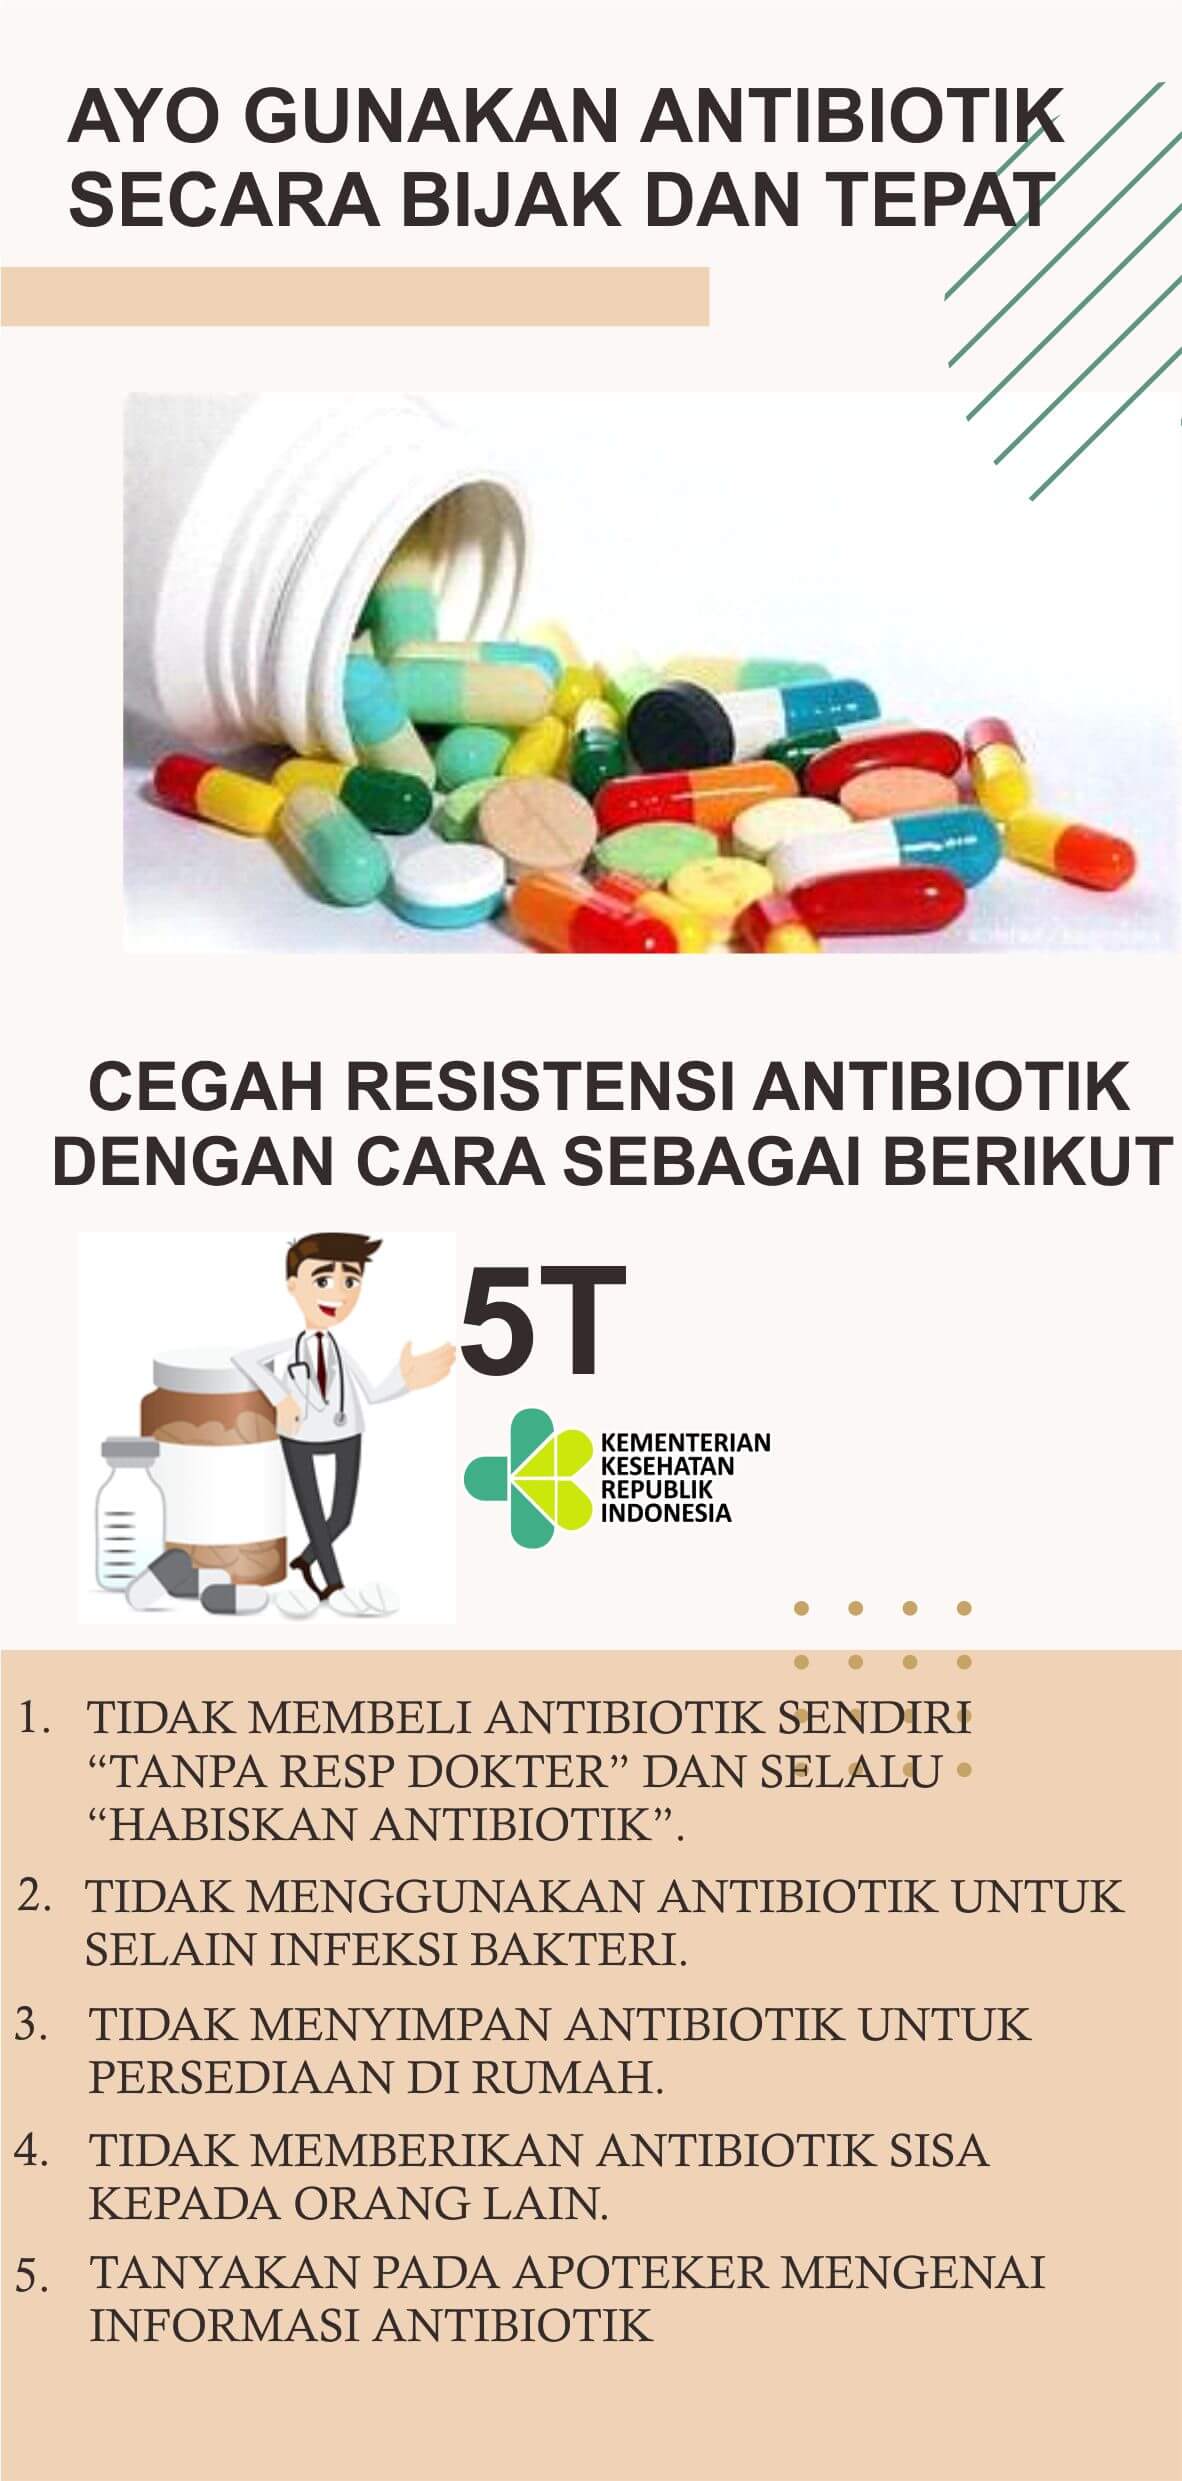 AYO GUNAKAN ANTIBIOTIK
SECARA BIJAK DAN TEPAT
CEGAH RESISTENSI ANTIBIOTIK
DENGAN CARA SEBAGAI BERIKUT
5T
KEMENTERIAN
KESEHATAN
REPUBLIK
INDONESIA
1. TIDAK MEMBELI ANTIBIOTIK SENDIRI
“TANPA RESP DOKTER” DAN SELALU
“HABISKAN ANTIBIOTIK”.
2. TIDAK MENGGUNAKAN ANTIBIOTIK UNTUK
SELAIN INFEKSI BAKTERI.
3. TIDAK MENYIMPAN ANTIBIOTIK UNTUK
PERSEDIAAN DI RUMAH.
4. TIDAK MEMBERIKAN ANTIBIOTIK SISA
KEPADA ORANG LAIN.
5. TANYAKAN PADA APOTEKER MENGENAI
INFORMASI ANTIBIOTIK